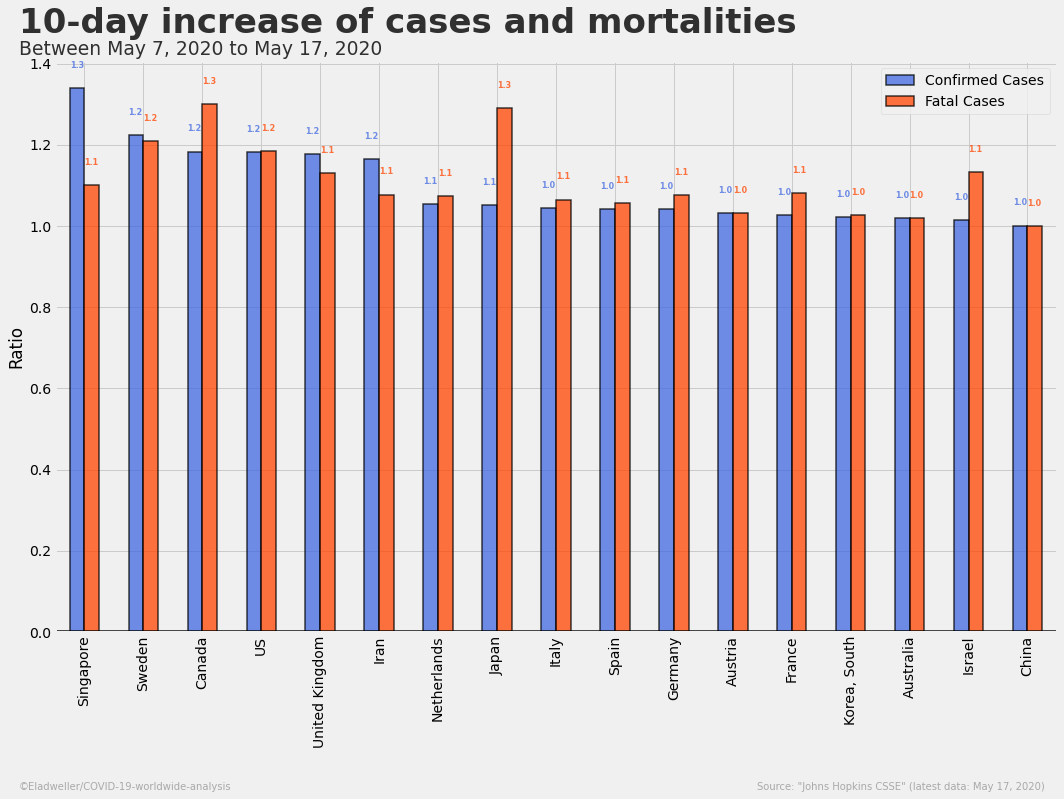 10-day increase of cases and mortalities
Between May 7, 2020 to May 17, 2020
Confirmed Cases
Fatal Cases
1.4
1.2
1.0
0.8
0.6
0.4
0.2
0.0
Ratio
1.3 1.1 1.2 1.2 1.2 1.3 1.2 1.2 1.2 1.1 1.2 1.1 1.1 1.1 1.1 1.3 1.0 1.1 1.0 1.1 1.0 1.1 1.0 1.0 1.0 1.1 1.0 1.0 1.0 1.0 1.0 1.1 1.0 1.0
Singapore
Sweden
Canada
US
United Kingdom
Iran
Netherlands
Japan
Italy
Spain
Germany
Austria
France
Korea, South
Australia
Israel
China
©Eladweller/COVID-19-worldwide-analysis
Source: "Johns Hopkins CSSE" (latest data: May 17, 2020)